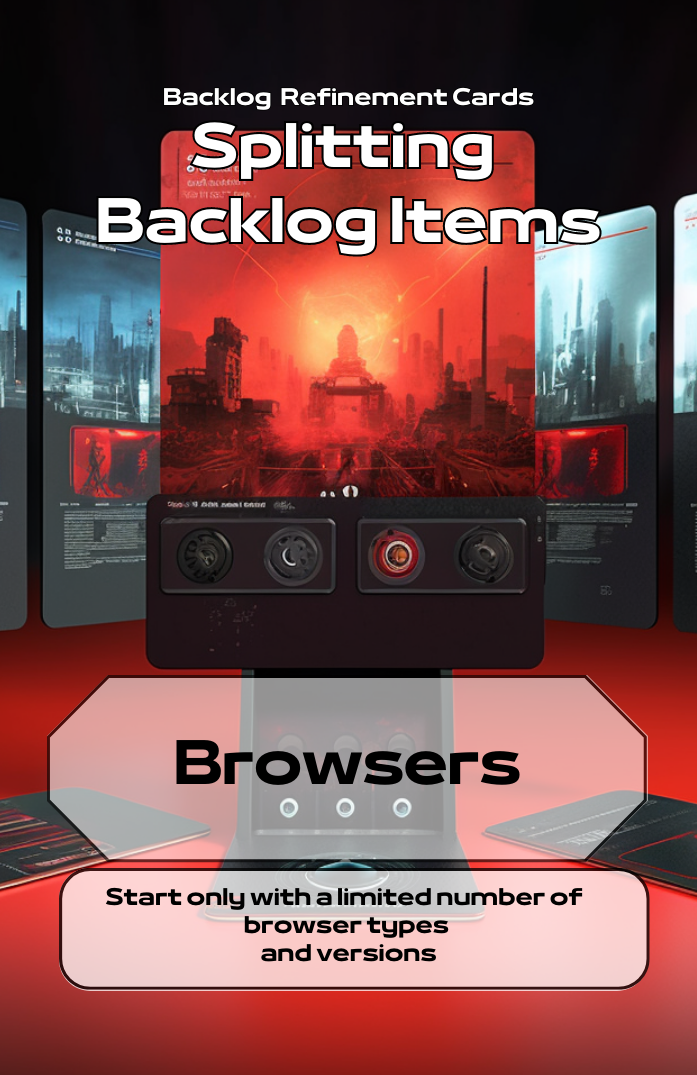 Backlog Refinement Cards
Splitting
Backlog Items
Browsers
Start only with a limited number of
browser types
and versions